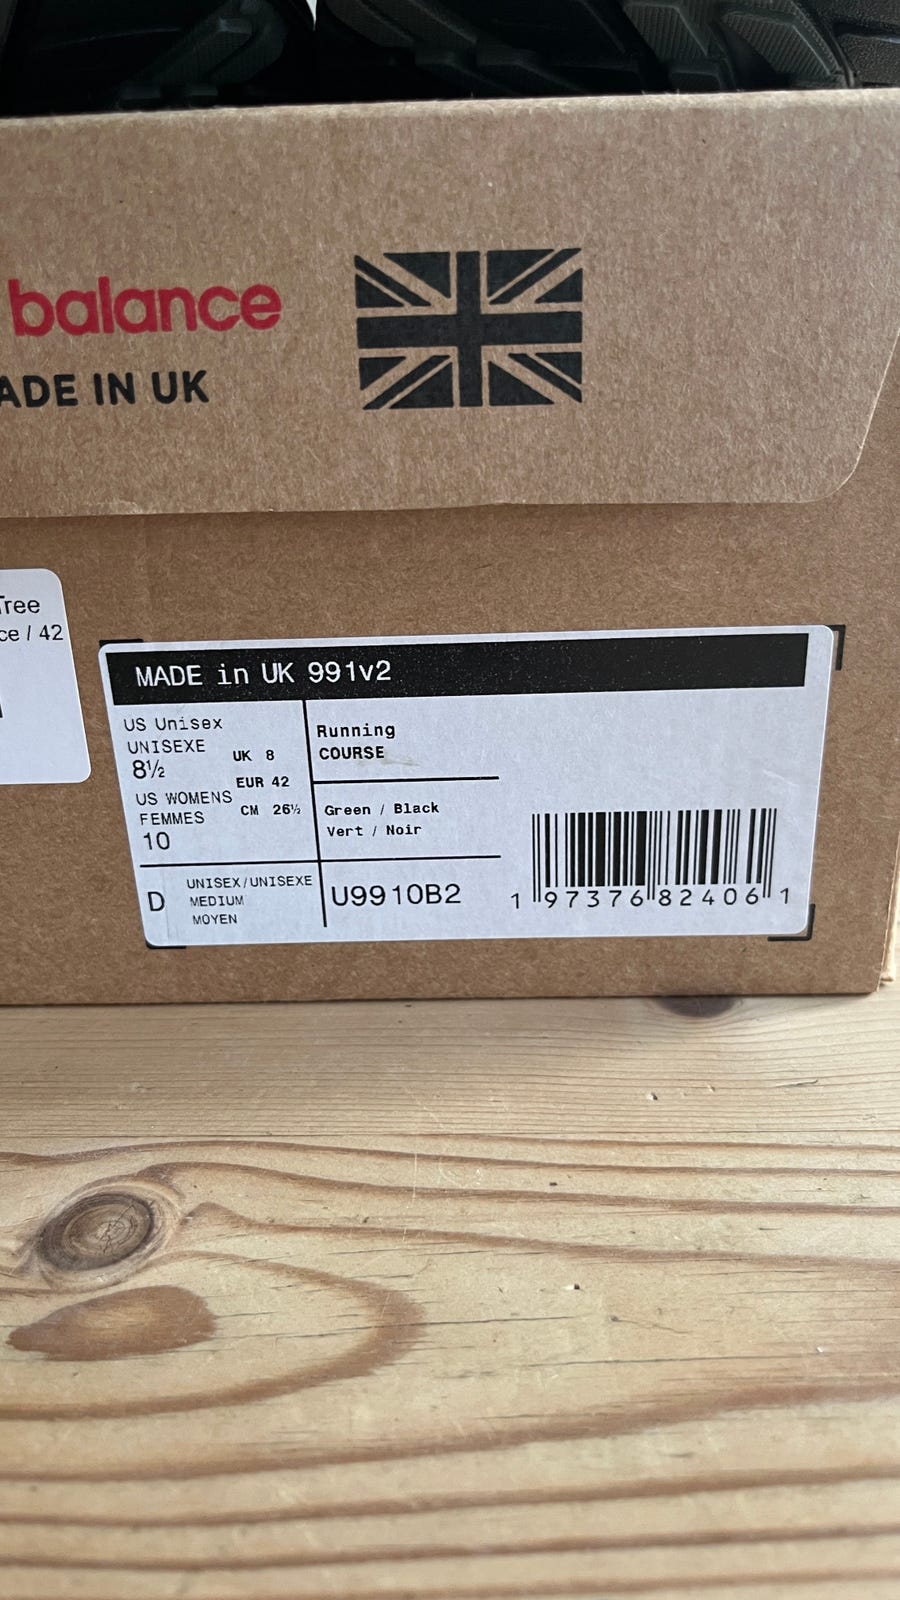 balance
MADE IN UK
Tree
/ 42
MADE in UK 991v2
US Unisex
UNISEXE
8½
US WOMENS
FEMMES
10
UK 8
EUR 42
CM 26½
Running
COURSE
Green / Black
Vert / Noir
D
UNISEX/UNISEXE
MEDIUM
MOYEN
U9910B2
1 97376 82406 1